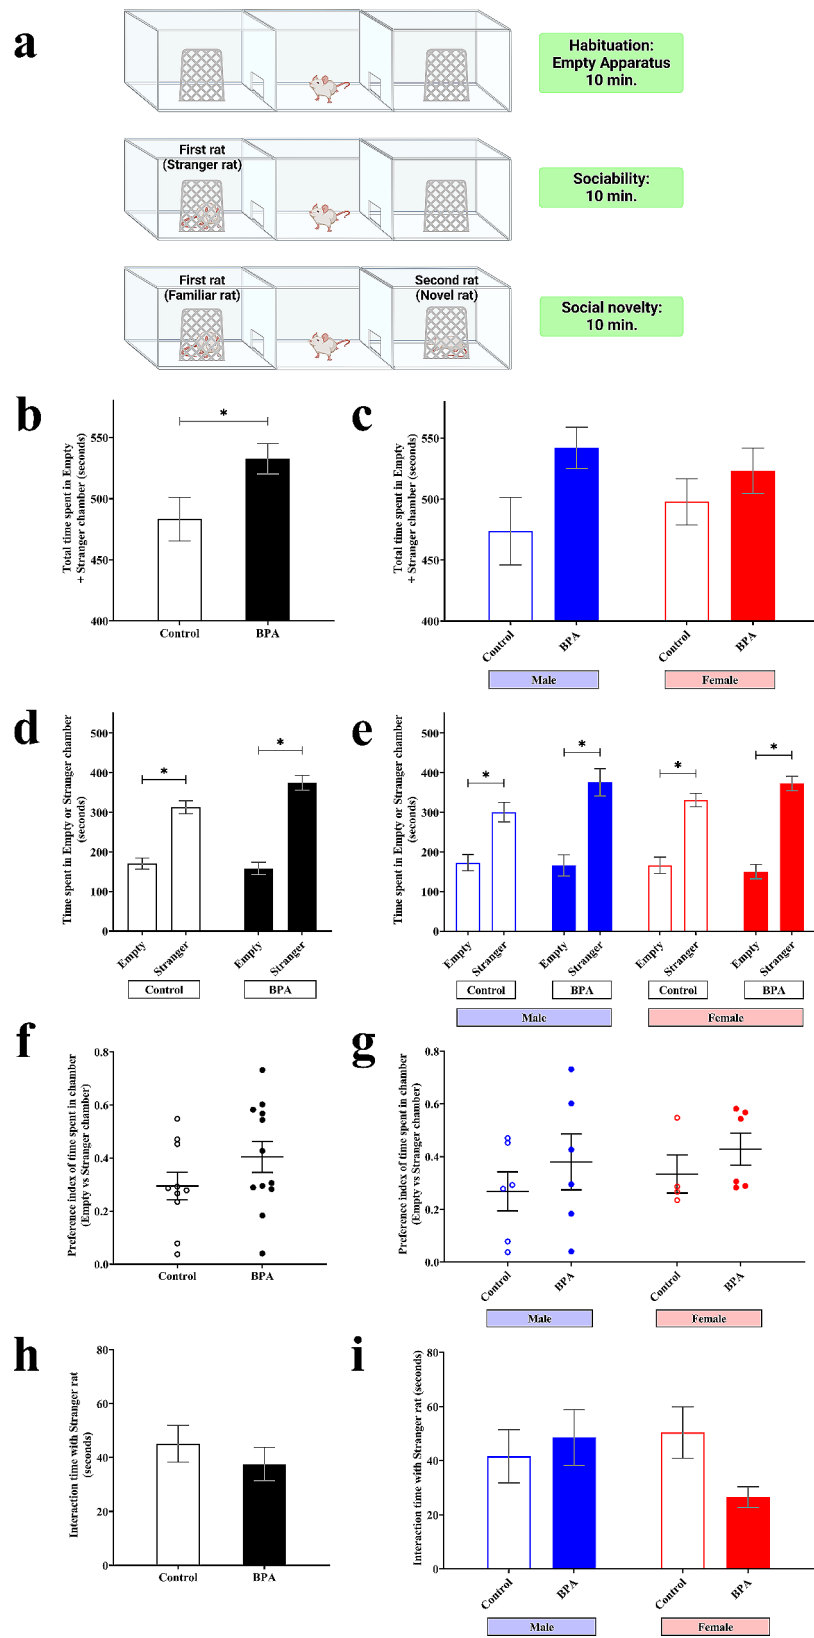 a
Habituation:
Empty Apparatus
10 min.
First rat
(Stranger rat)
Sociability:
10 min.
First rat
(Familiar rat)
Second rat
(Novel rat)
Social novelty:
10 min.
b
Total time spent in Empty
+ Stranger chamber (seconds)
550
500
450
400
*
Control
BPA
c
Total time spent in Empty
+ Stranger chamber (seconds)
550
500
450
400
Control
BPA
Control
BPA
Male
Female
d
Time spent in Empty or Stranger chamber
(seconds)
500
400
300
200
100
0
*
*
Empty
Stranger
Empty
Stranger
Control
BPA
e
Time spent in Empty or Stranger chamber
(seconds)
500
400
300
200
100
0
*
*
*
*
Empty
Stranger
Empty
Stranger
Empty
Stranger
Empty
Stranger
Control
BPA
Control
BPA
Male
Female
f
Preference index of time spent in chamber
(Empty vs Stranger chamber)
0.8
0.6
0.4
0.2
0.0
Control
BPA
g
Preference index of time spent in chamber
(Empty vs Stranger chamber)
0.8
0.6
0.4
0.2
0.0
Control
BPA
Control
BPA
Male
Female
h
Interaction time with Stranger rat
(seconds)
80
60
40
20
0
Control
BPA
i
Interaction time with Stranger rat (seconds)
80
60
40
20
0
Control
BPA
Control
BPA
Male
Female